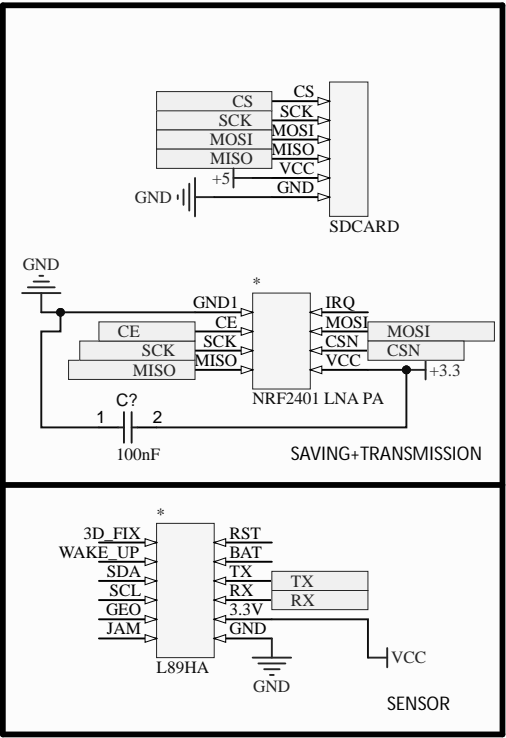 CS CS
SCK SCK
MOSI MOSI
MISO MISO
+5 VCC
GND GND
SDCARD
GND
*
GND1 IRQ
CE CE MOSI MOSI
SCK SCK CSN CSN
MISO MISO VCC +3.3
C?
NRF2401 LNA PA
1 2
100nF
SAVING+TRANSMISSION
*
3D_FIX RST
WAKE_UP BAT
SDA TX TX
SCL RX RX
GEO 3.3V
JAM GND
L89HA
VCC
GND
SENSOR